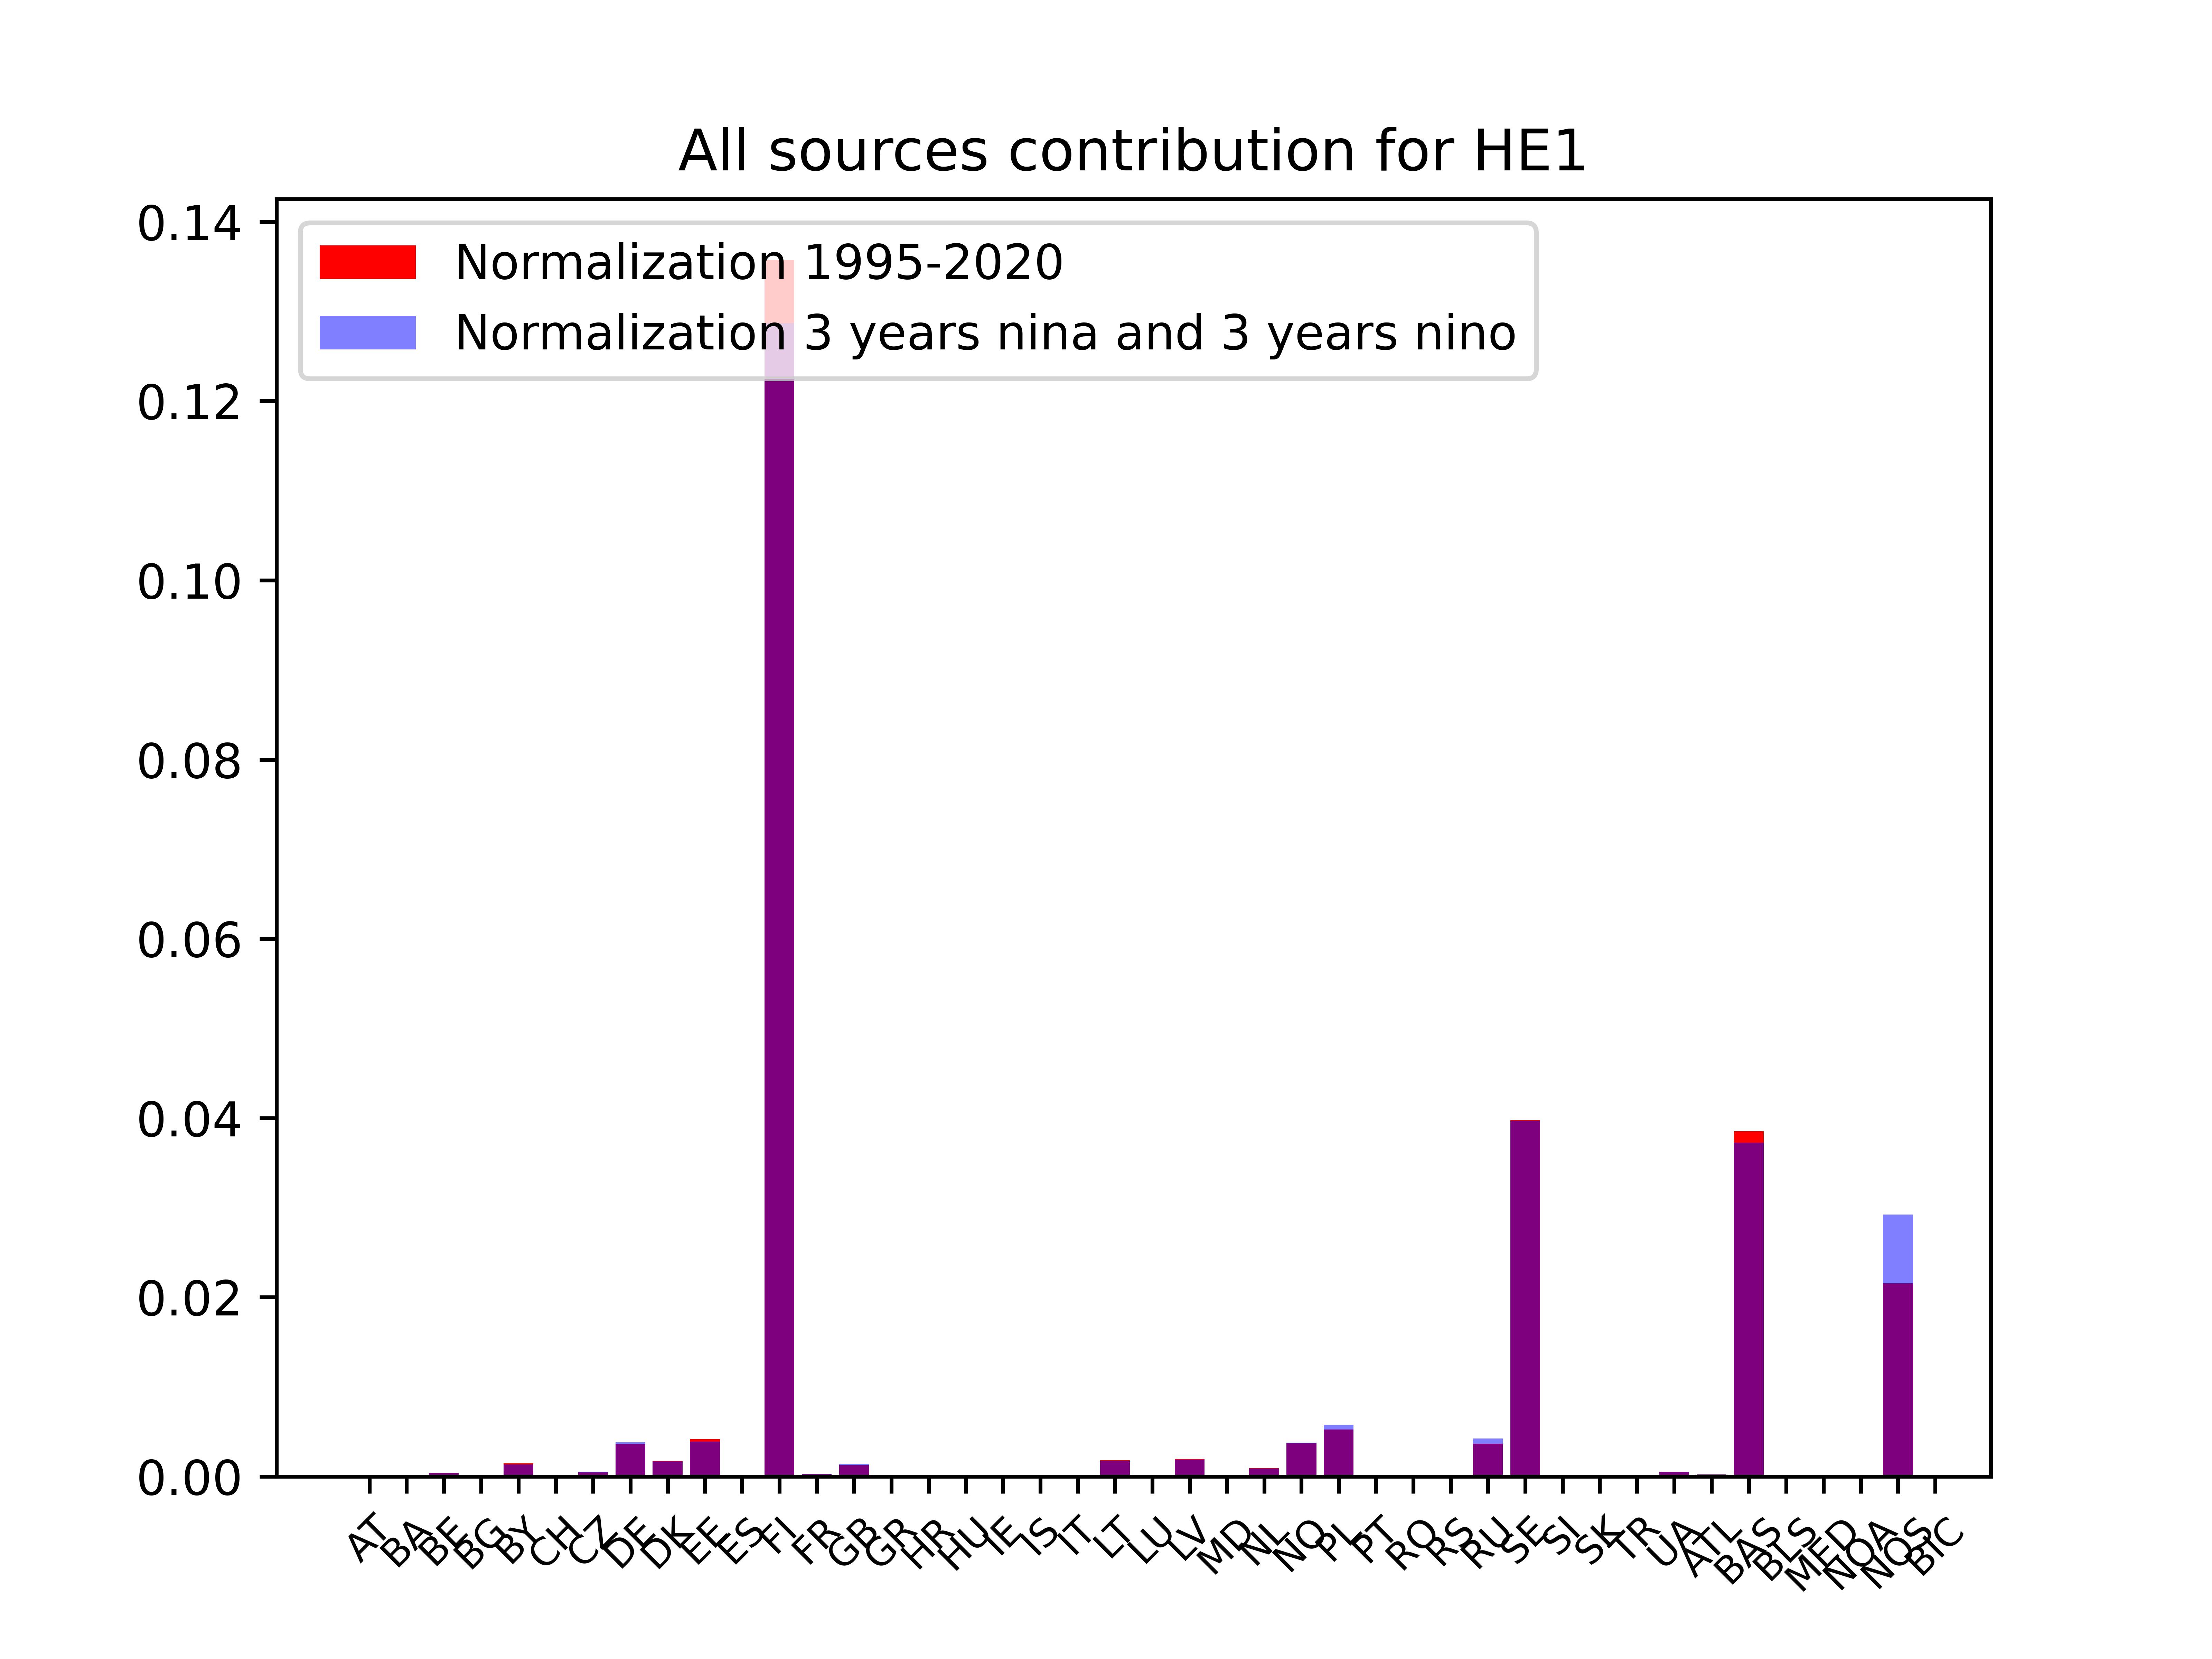 All sources contribution for HE1
0.14
Normalization 1995-2020
Normalization 3 years nina and 3 years nino
0.12
0.10
0.08
0.06
0.04
0.02
0.00
AT BA BE BG BY CH CZ DE DK EE ES FI FR GB GR HR HU IE IS IT LT LU LV MD NL NO PL PT RO RS RU SE SI SK TR UA ATL BAS BLS MED NOA NOS BIC